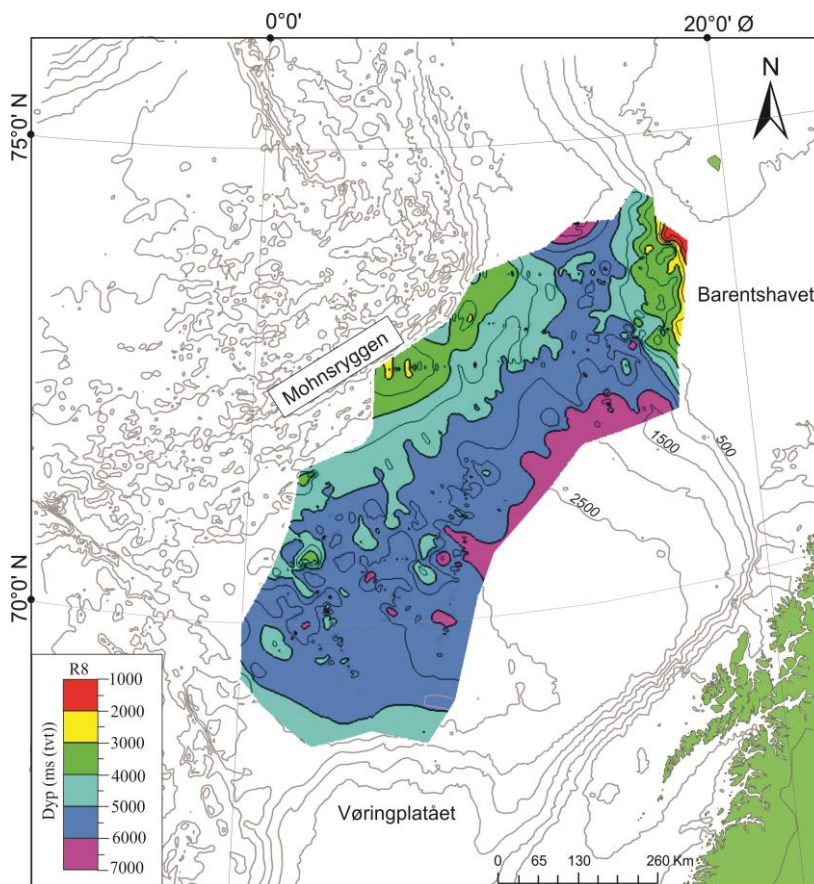 0°0'
20°0' Ø
75°0' N
N
Barentshavet
Mohnsryggen
500
1500
2500
70°0' N
R8
Dyp (ms (tvt))
1000
2000
3000
4000
5000
6000
7000
Vøringplatået
0 65 130 260 Km